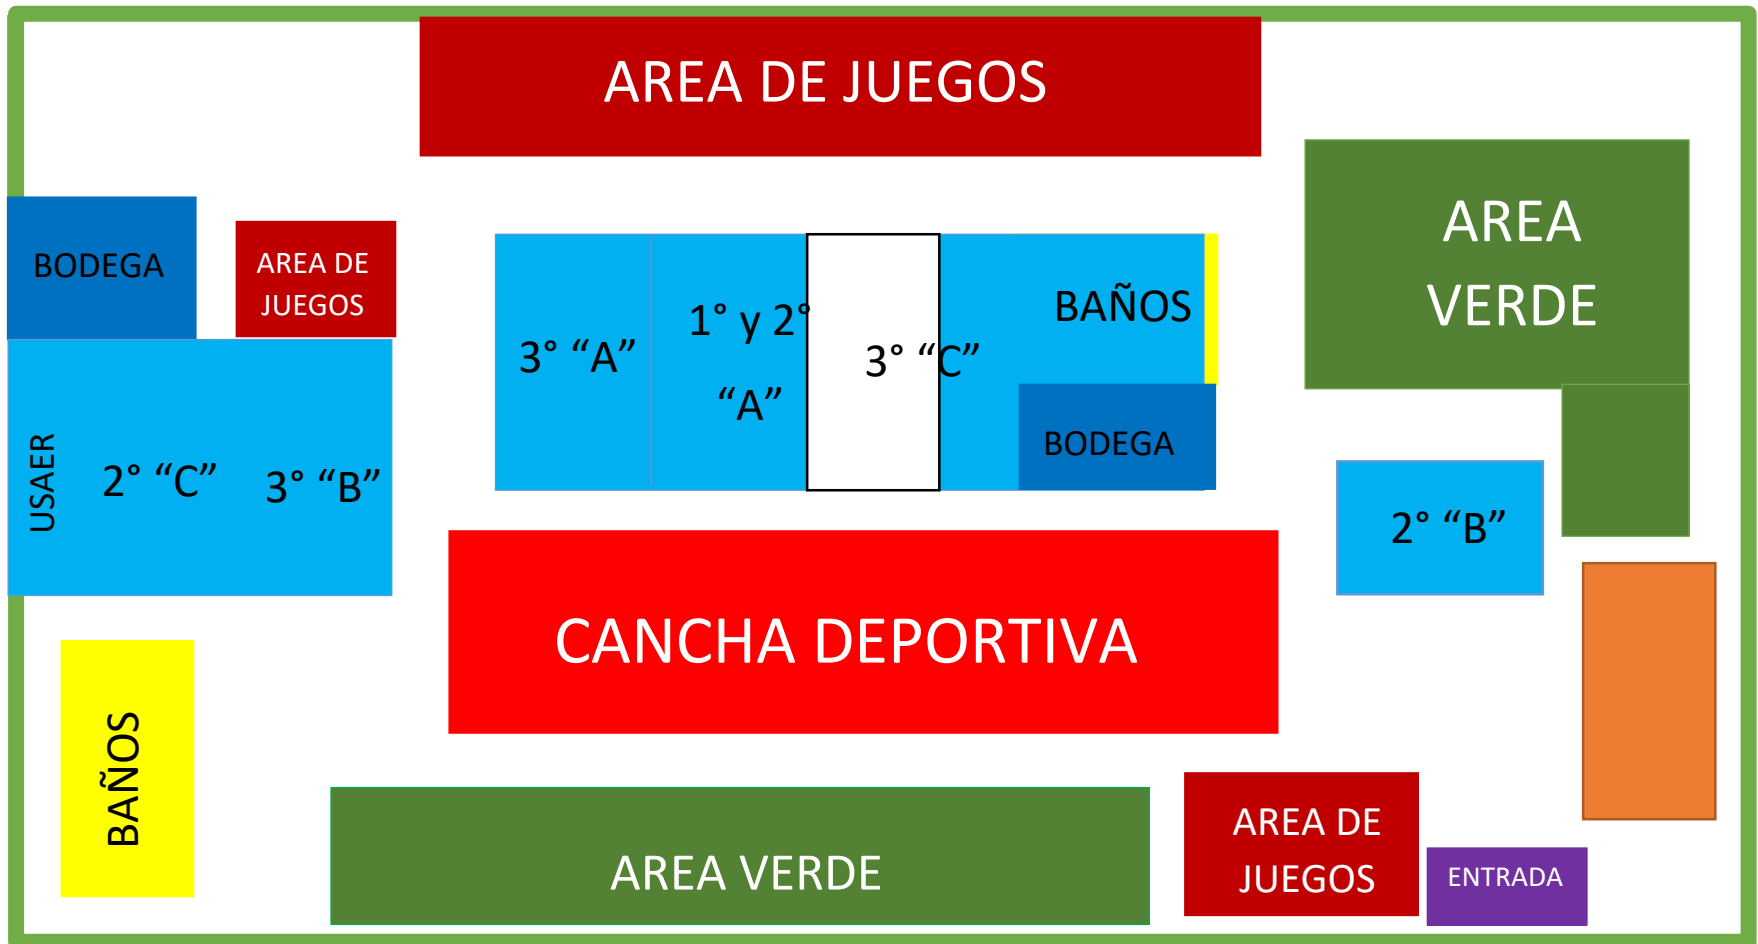 AREA DE JUEGOS
AREA
VERDE
BODEGA
AREA DE
JUEGOS
3° “A”
1° y 2°
“A”
3° “C”
BAÑOS
BODEGA
USAER
2° “C”
3° “B”
2° “B”
CANCHA DEPORTIVA
BAÑOS
AREA VERDE
AREA DE
JUEGOS
ENTRADA